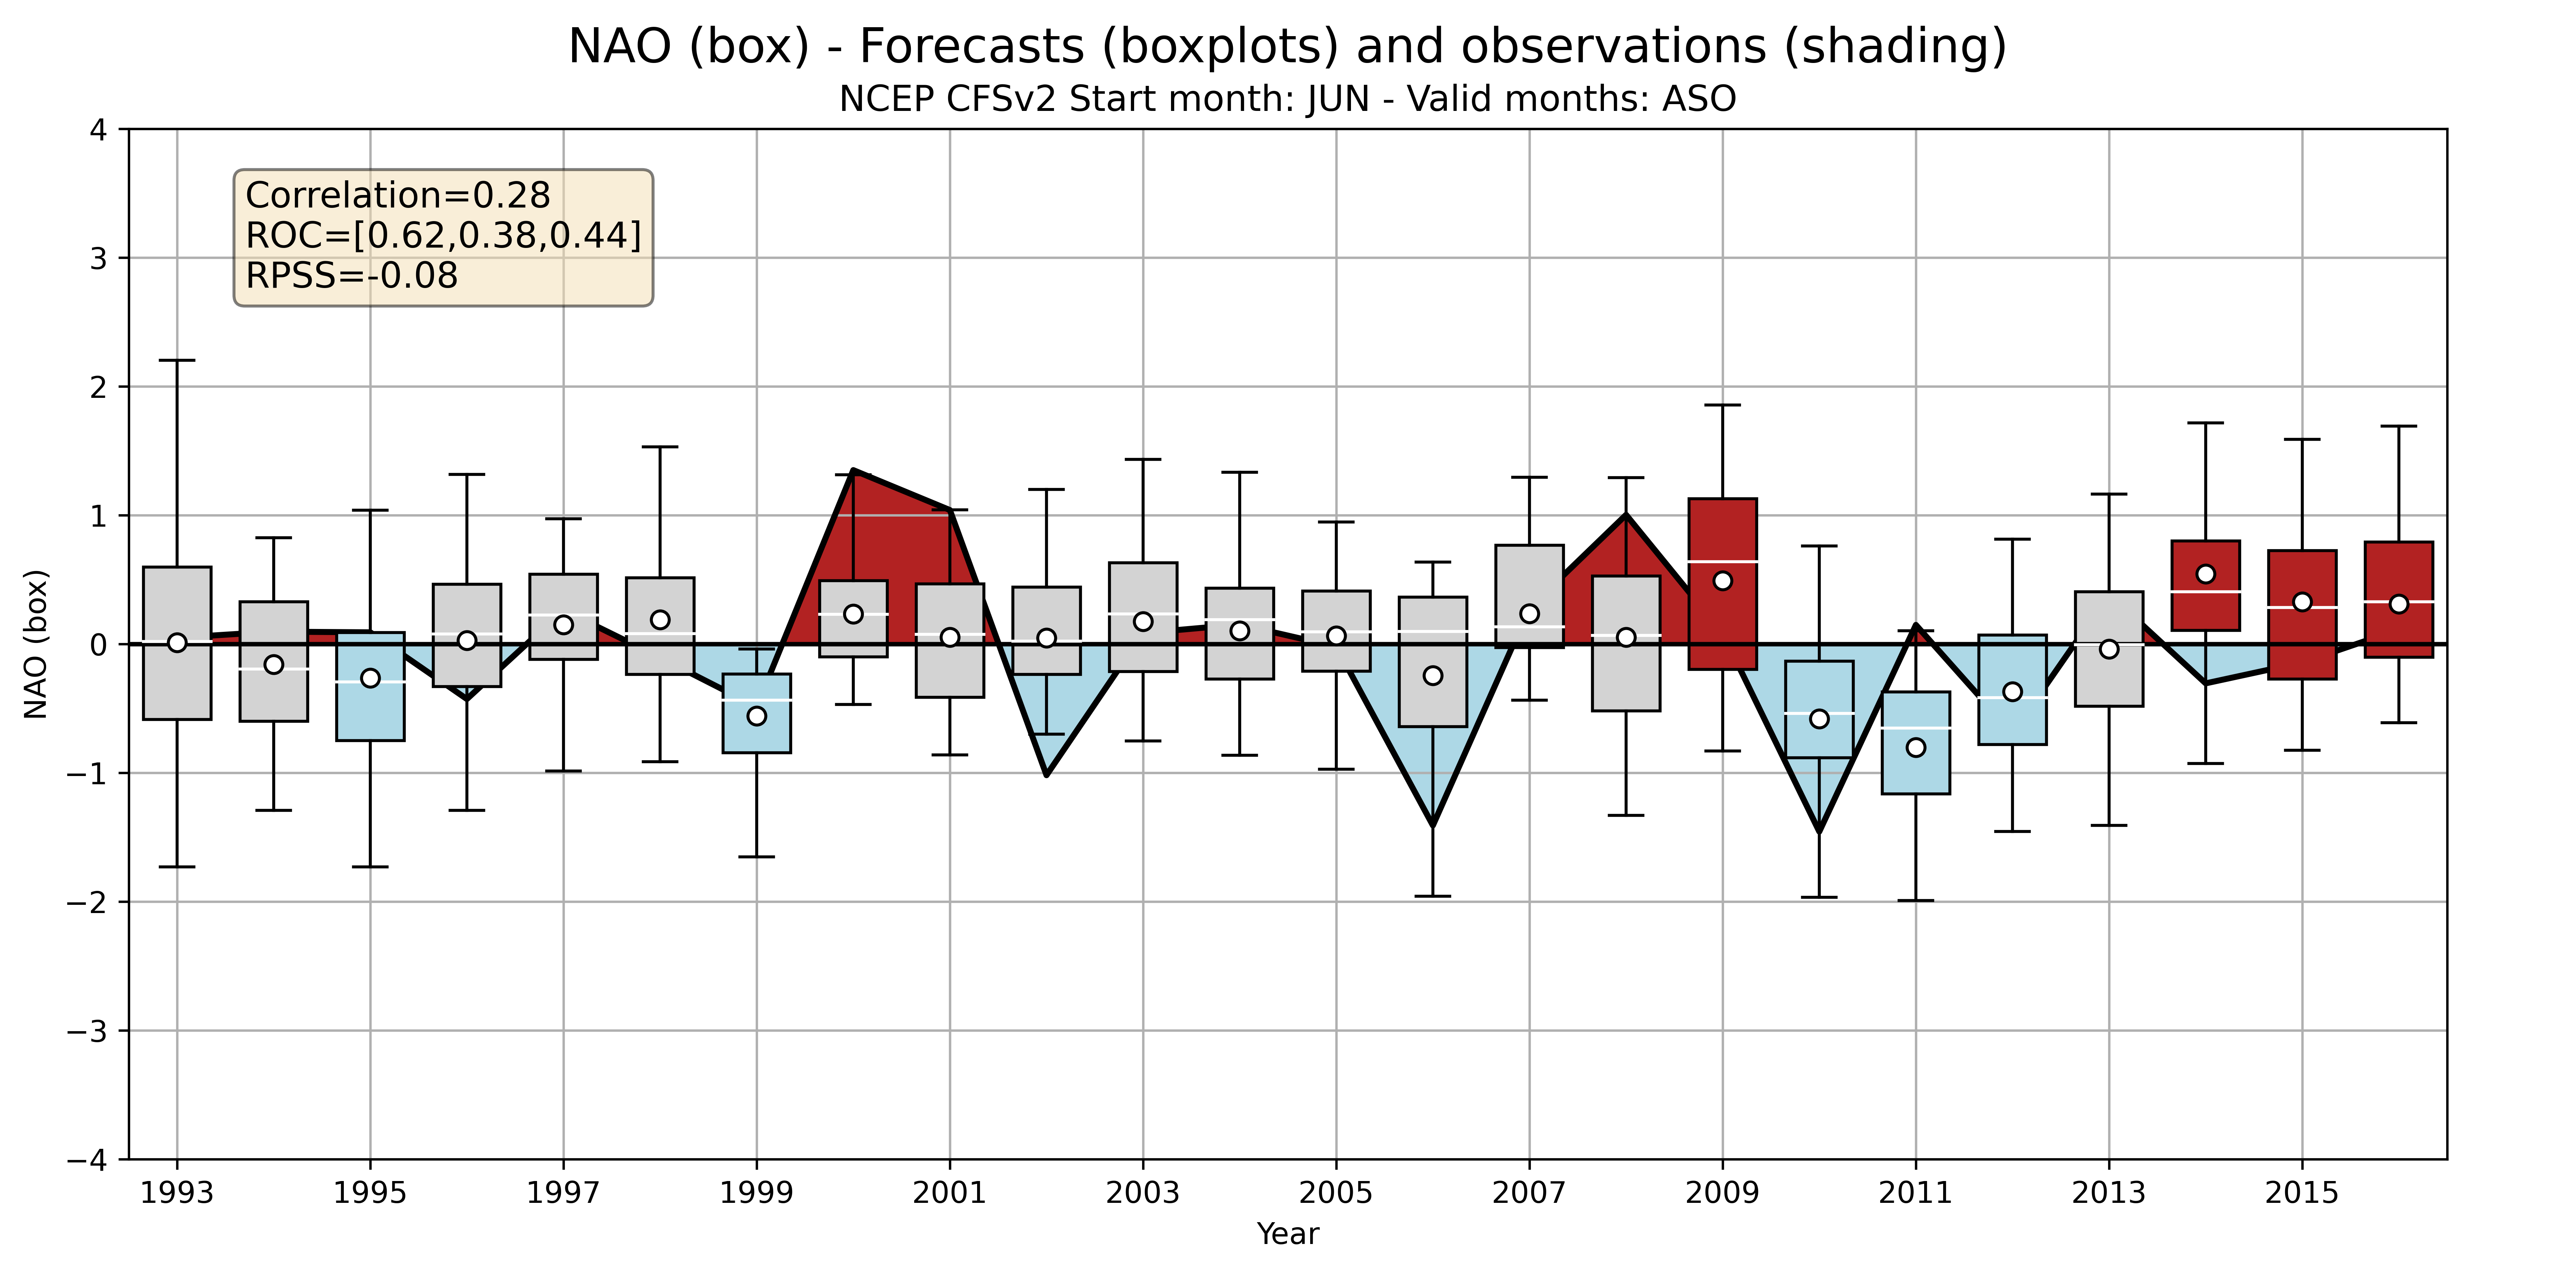 NAO (box) - Forecasts (boxplots) and observations (shading)
NCEP CFSv2 Start month: JUN - Valid months: ASO
Correlation=0.28
ROC=[0.62,0.38,0.44]
RPSS=-0.08
NAO (box)
4
3
2
1
0
−1
−2
−3
−4
1993 1995 1997 1999 2001 2003 2005 2007 2009 2011 2013 2015
Year